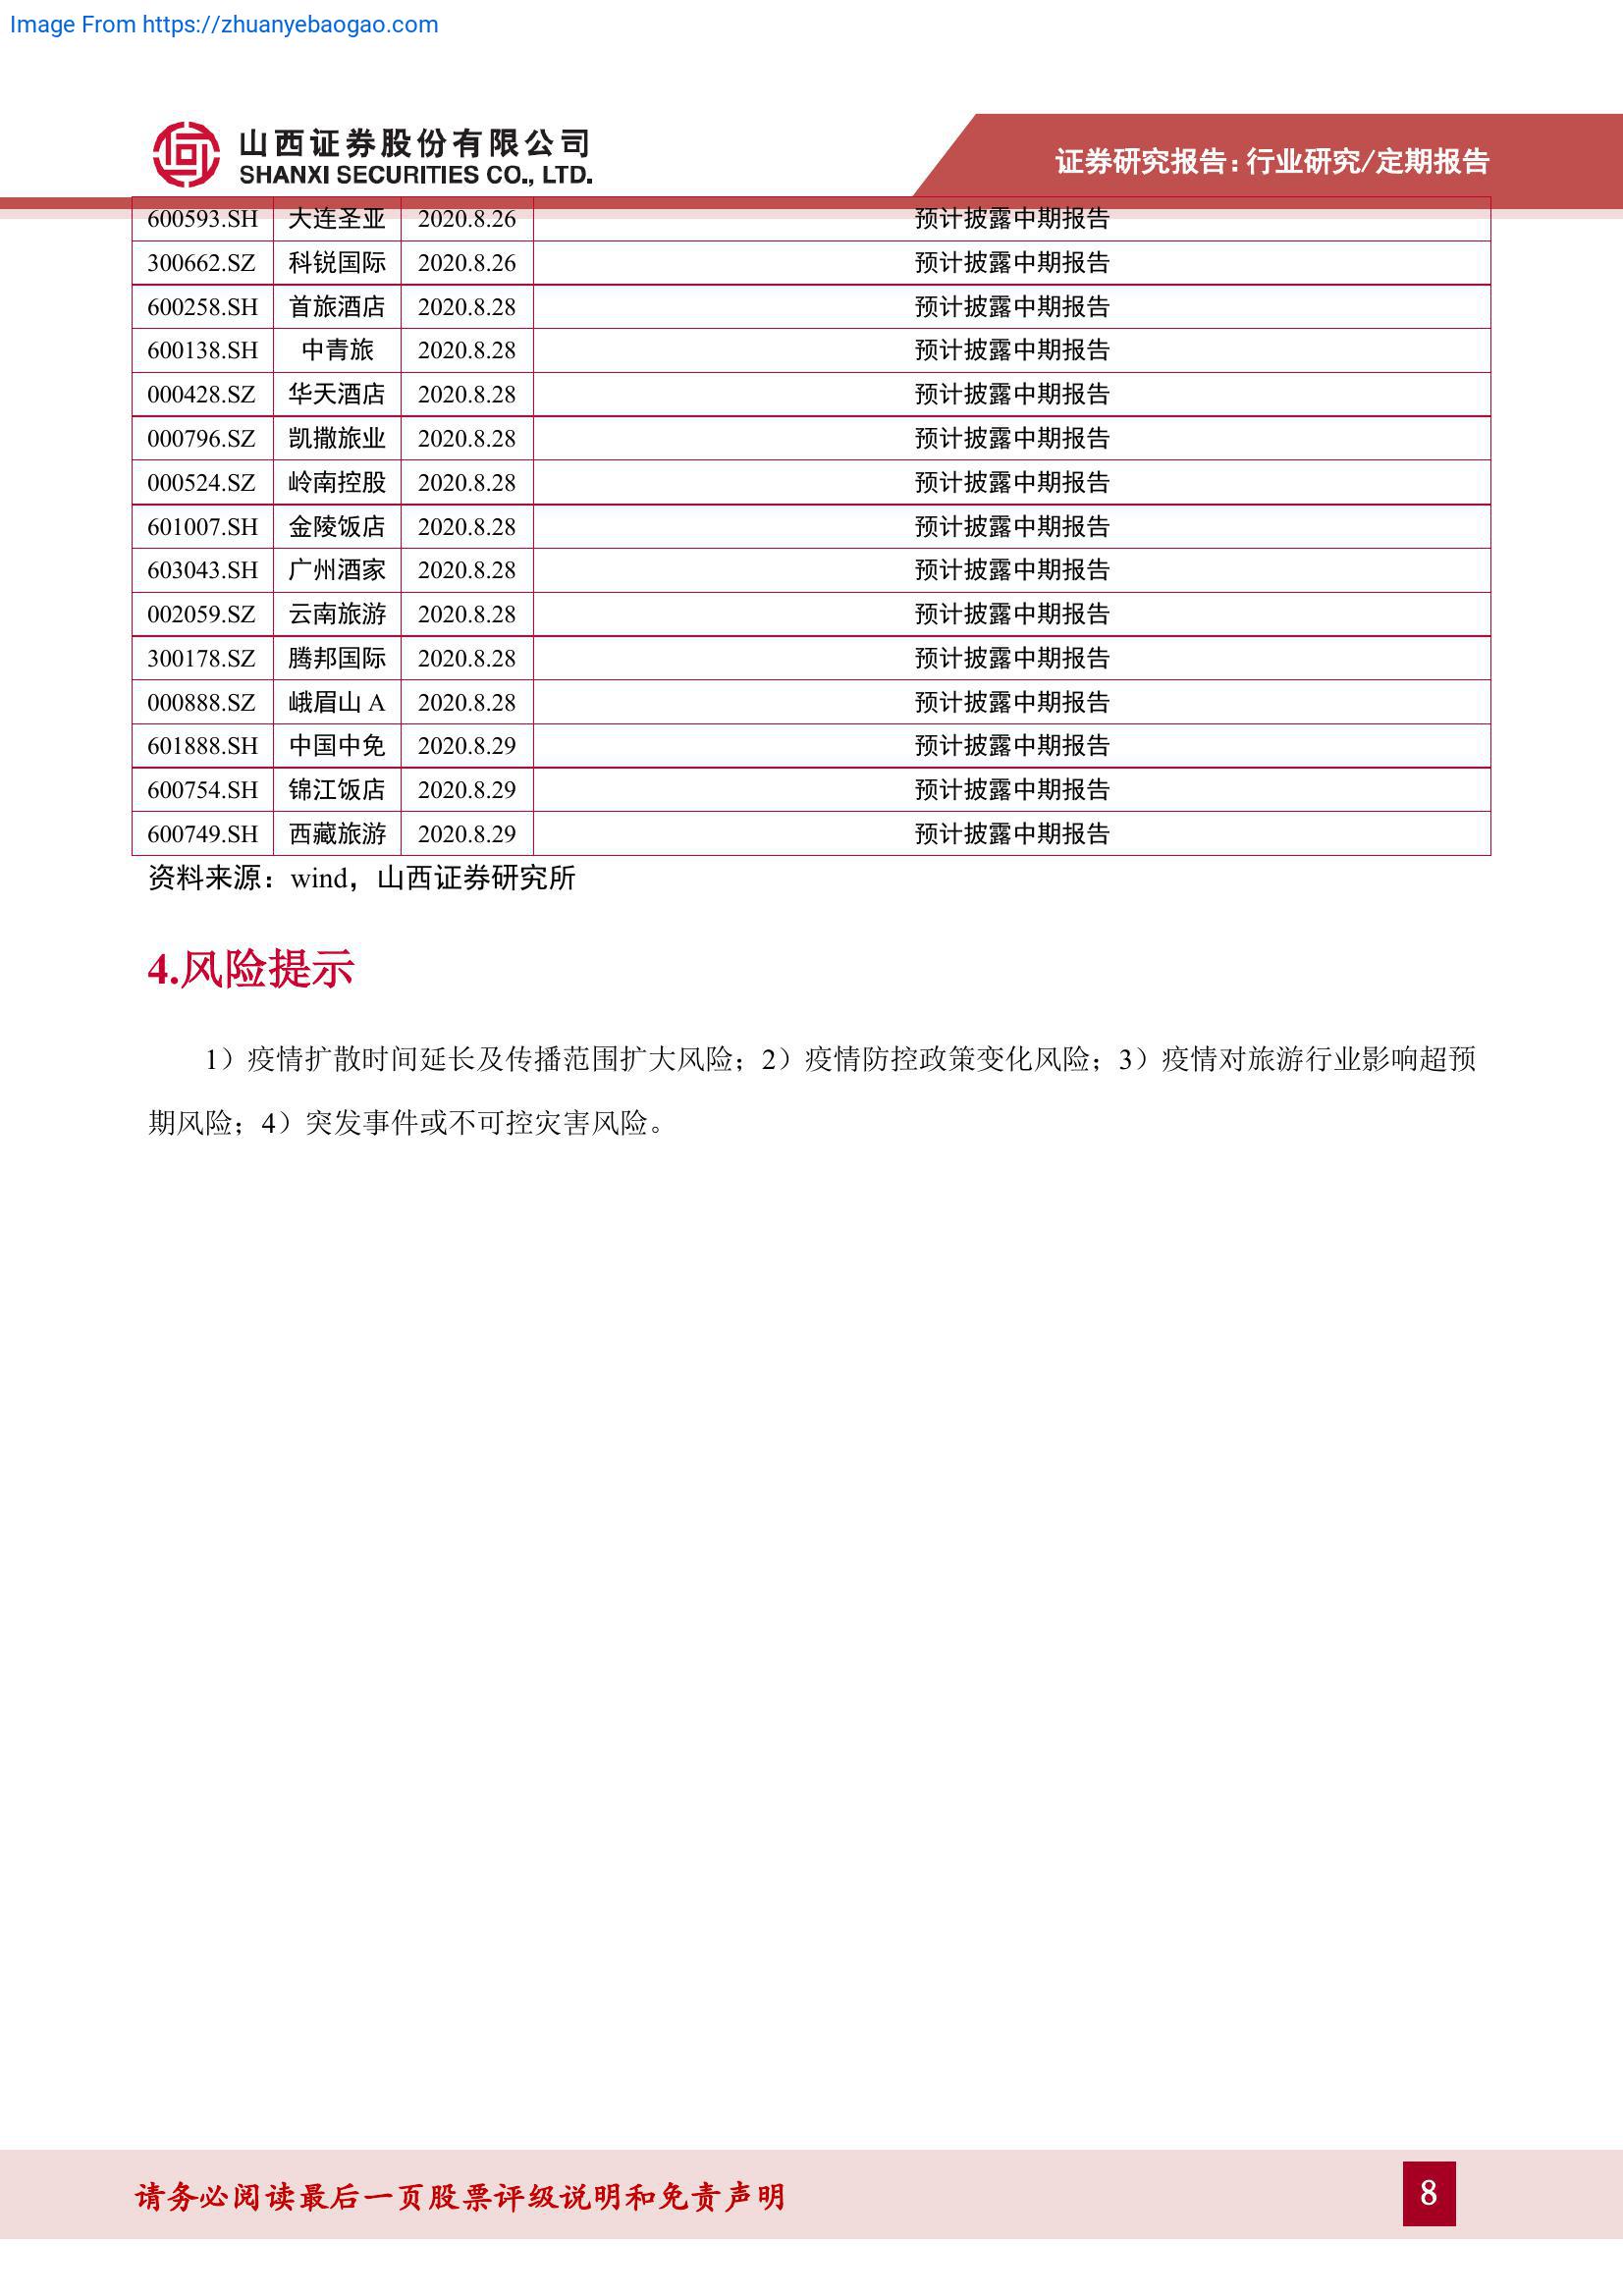 Image From https://zhuanyebaogao.com
山西证券股份有限公司
SHANXI SECURITIES CO., LTD.
证券研究报告:行业研究/定期报告
600593.SH 大连圣亚 2020.8.26 预计披露中期报告
300662.SZ 科锐国际 2020.8.26 预计披露中期报告
600258.SH 首旅酒店 2020.8.28 预计披露中期报告
600138.SH 中青旅 2020.8.28 预计披露中期报告
000428.SZ 华天酒店 2020.8.28 预计披露中期报告
000796.SZ 凯撒旅业 2020.8.28 预计披露中期报告
000524.SZ 岭南控股 2020.8.28 预计披露中期报告
601007.SH 金陵饭店 2020.8.28 预计披露中期报告
603043.SH 广州酒家 2020.8.28 预计披露中期报告
002059.SZ 云南旅游 2020.8.28 预计披露中期报告
300178.SZ 腾邦国际 2020.8.28 预计披露中期报告
000888.SZ 峨眉山 A 2020.8.28 预计披露中期报告
601888.SH 中国中免 2020.8.29 预计披露中期报告
600754.SH 锦江饭店 2020.8.29 预计披露中期报告
600749.SH 西藏旅游 2020.8.29 预计披露中期报告
资料来源：wind，山西证券研究所
4.风险提示
1）疫情扩散时间延长及传播范围扩大风险；2）疫情防控政策变化风险；3）疫情对旅游行业影响超预
期风险；4）突发事件或不可控灾害风险。
请务必阅读最后一页股票评级说明和免责声明
8